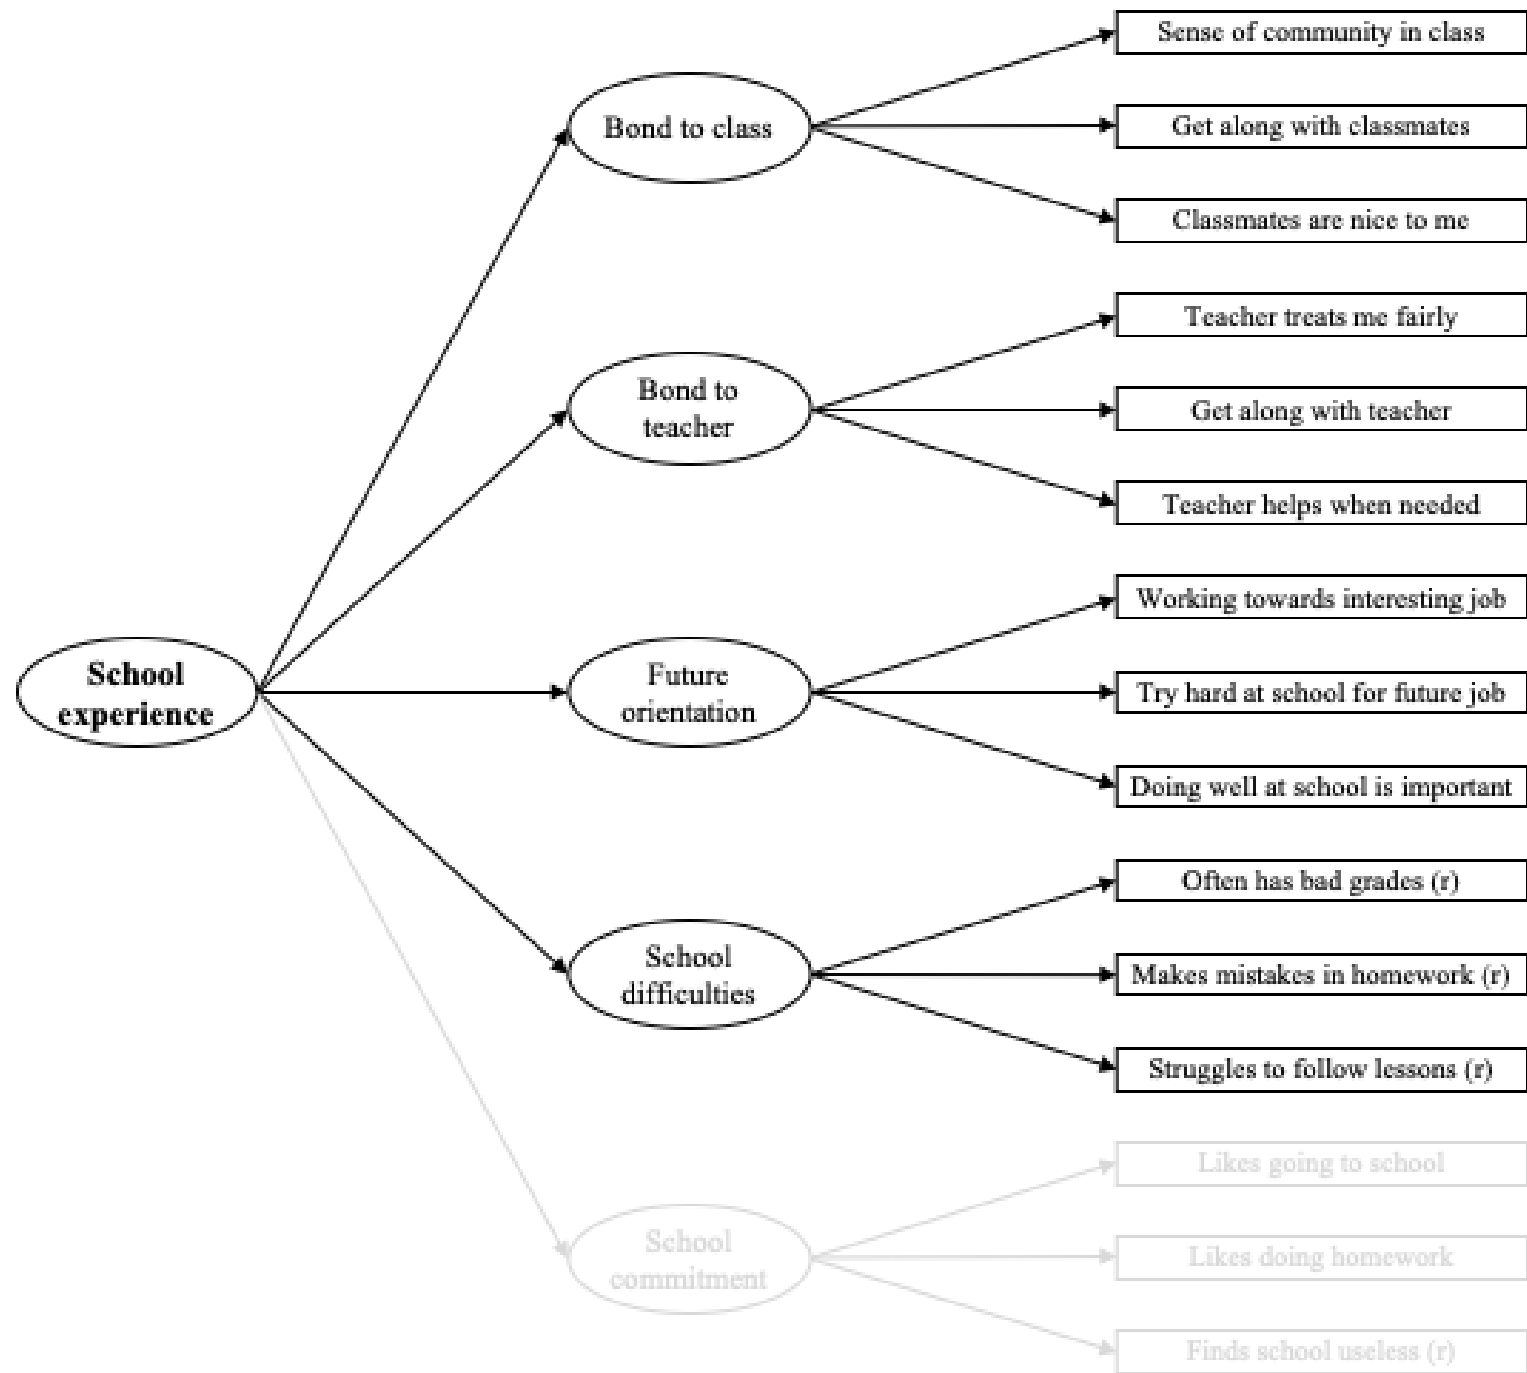 Sense of community in class
Bond to class
Get along with classmates
Classmates are nice to me
Teacher treats me fairly
Bond to
teacher
Get along with teacher
Teacher helps when needed
Working towards interesting job
School
experience
Future
orientation
Try hard at school for future job
Doing well at school is important
Often has bad grades (r)
School
difficulties
Makes mistakes in homework (r)
Struggles to follow lessons (r)
Likes going to school
School
commitment
Likes doing homework
Finds school useless (r)